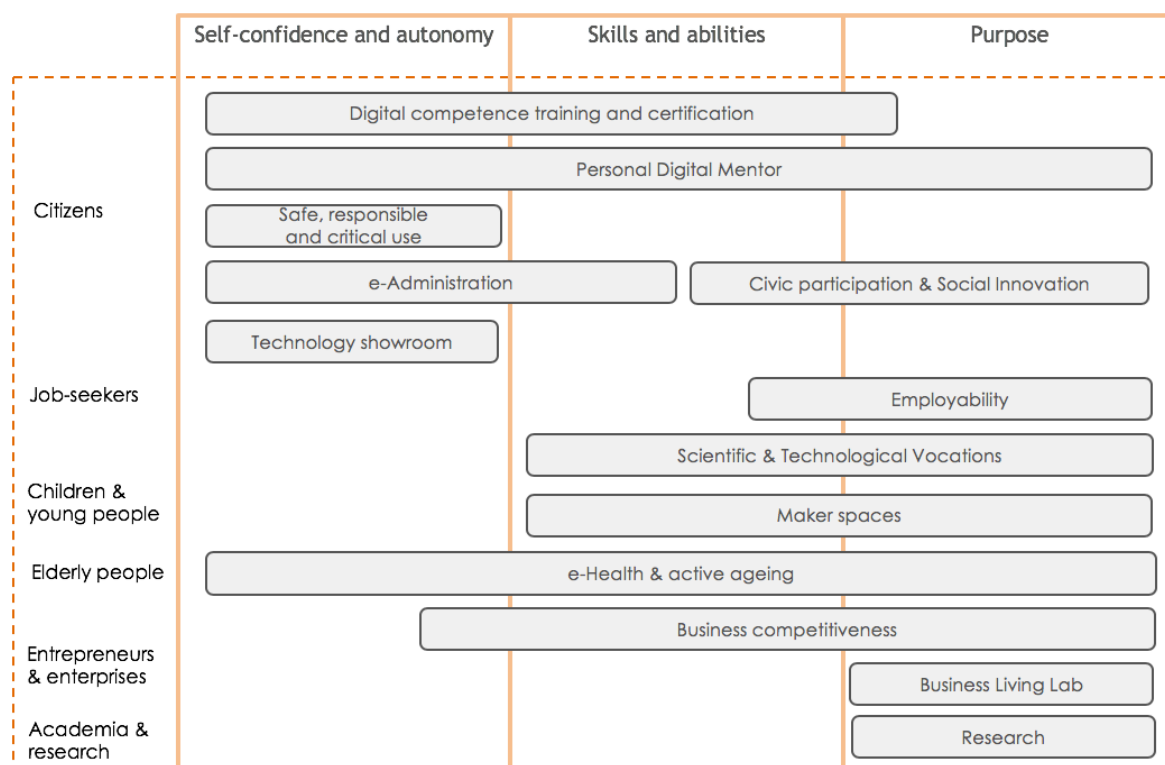 Self-confidence and autonomy
Skills and abilities
Purpose
Digital competence training and certification
Personal Digital Mentor
Citizens
Safe, responsible
and critical use
e-Administration
Civic participation & Social Innovation
Technology showroom
Job-seekers
Employability
Scientific & Technological Vocations
Children &
young people
Maker spaces
Elderly people
e-Health & active ageing
Business competitiveness
Entrepreneurs
& enterprises
Business Living Lab
Academia &
research
Research